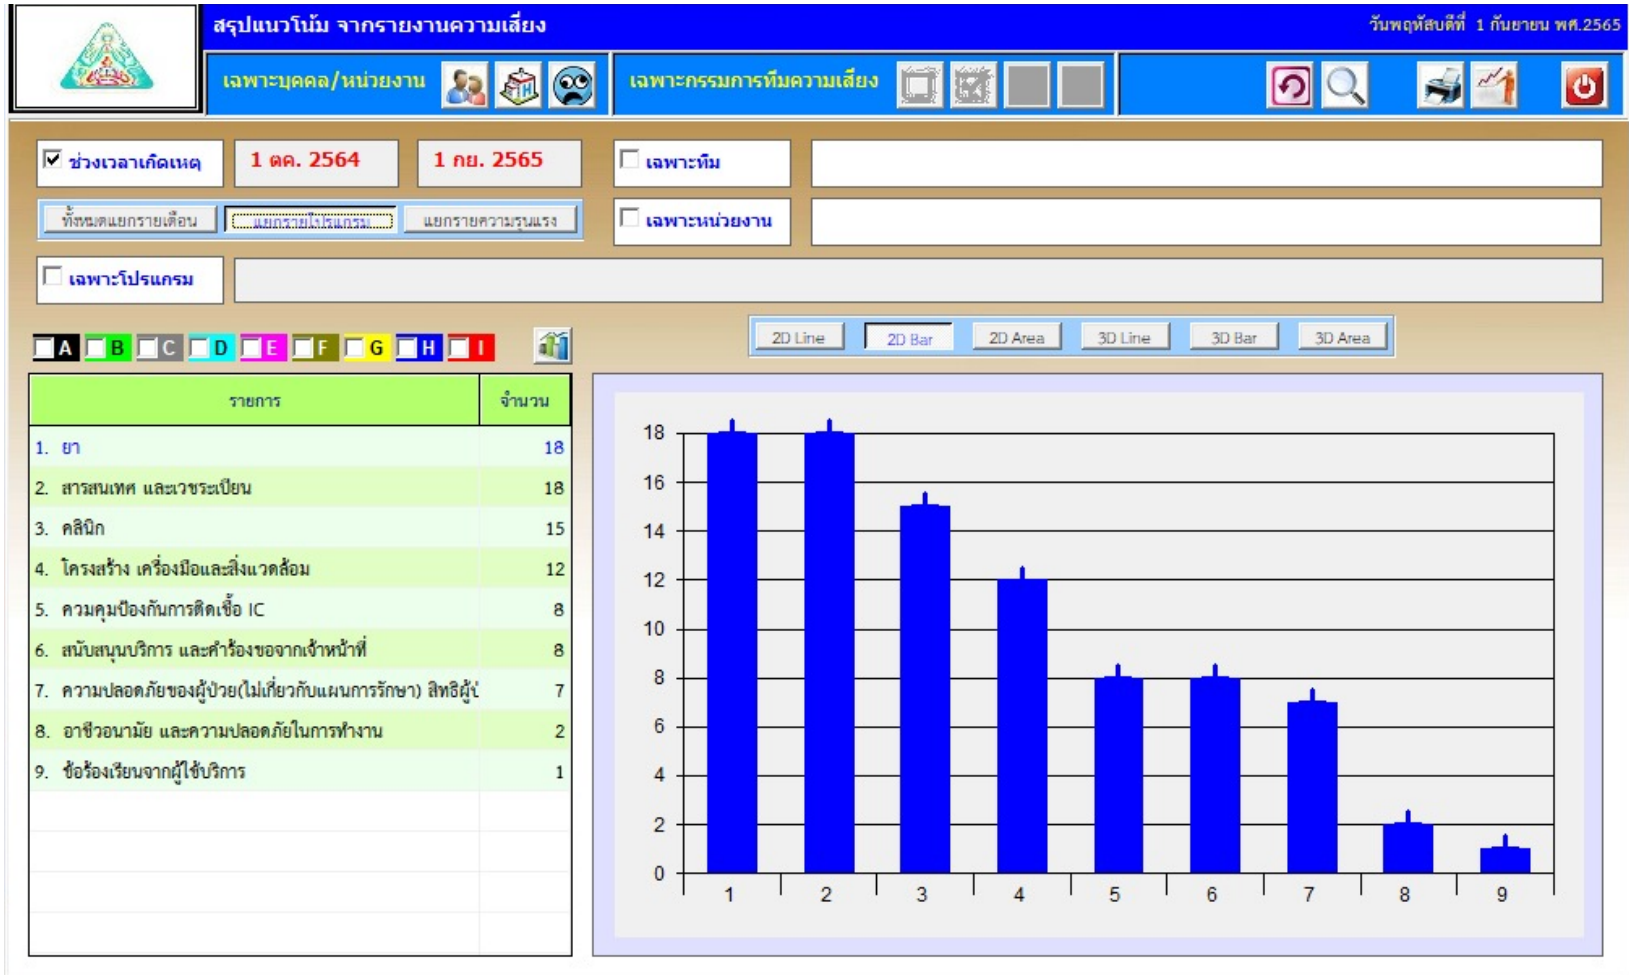 สรุปแนวโน้ม จากรายงานความเสี่ยง
วันพฤหัสบดีที่ 1 กันยายน พศ.2565
เฉพาะบุคคล/หน่วยงาน
เฉพาะกรรมการทีมความเสี่ยง
ช่วงเวลาเกิดเหตุ
1 ตค. 2564
1 กย. 2565
เฉพาะทีม
ทั้งหมดแยกรายเดือน
แยกรายโปรแกรม
แยกรายความรุนแรง
เฉพาะหน่วยงาน
เฉพาะโปรแกรม
A B C D E F G H I
2D Line 2D Bar 2D Area 3D Line 3D Bar 3D Area
รายการ จำนวน
1. ยา 18
2. สารสนเทศ และเวชระเบียน 18
3. คลินิก 15
4. โครงสร้าง เครื่องมือและสิ่งแวดล้อม 12
5. ควมคุมป้องกันการติดเชื้อ IC 8
6. สนับสนุนบริการ และคำร้องขอจากเจ้าหน้าที่ 8
7. ความปลอดภัยของผู้ป่วย(ไม่เกี่ยวกับแผนการรักษา) สิทธิผู้ป 7
8. อาชีวอนามัย และความปลอดภัยในการทำงาน 2
9. ข้อร้องเรียนจากผู้ใช้บริการ 1
18
16
14
12
10
8
6
4
2
0
1 2 3 4 5 6 7 8 9